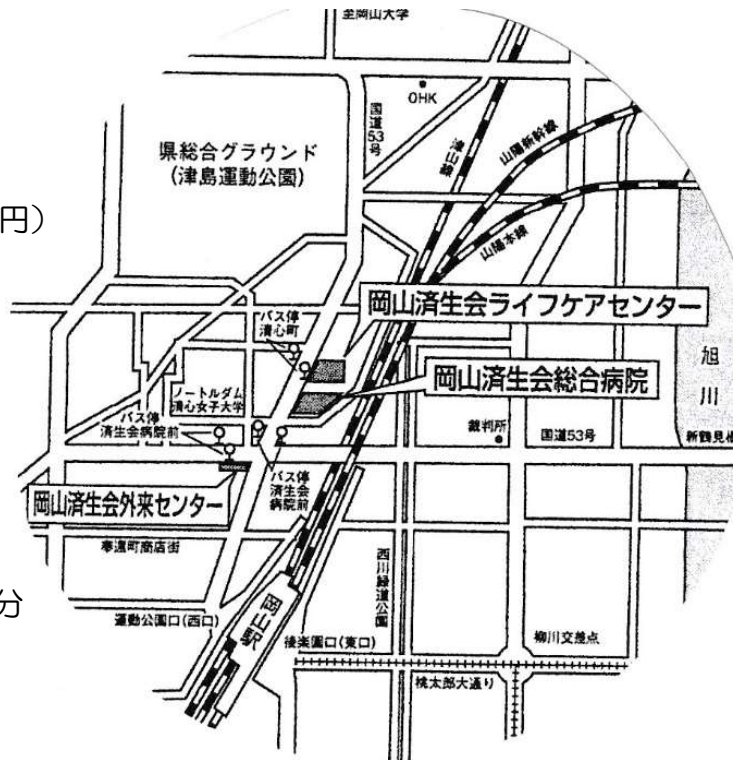 至岡山大学
OHK
国道
53
号
津山線
山陽新幹線
県総合グラウンド
(津島運動公園)
円)
山陽本線
岡山済生会ライフケアセンター
バス停
清心町
旭川
岡山済生会総合病院
ノートルダム
清心女子大学
バス停
済生会病院前
裁判所
国道53号
新鶴見橋
バス停
済生会
病院前
岡山済生会外来センター
奉還町商店街
西川緑道公園
分
運動公園口(西口)
岡山駅
後楽園口(東口)
柳川交差点
桃太郎大通り